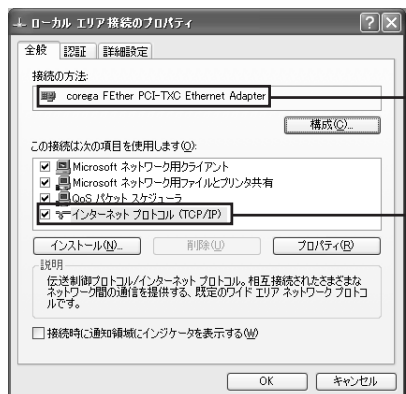 ローカル エリア接続のプロパティ
全般 認証 詳細設定
接続の方法:
corega FEther PCI-TXC Ethernet Adapter
構成(C)...
この接続は次の項目を使用します(O):
Microsoft ネットワーク用クライアント
Microsoft ネットワーク用ファイルとプリンタ共有
QoS パケット スケジューラ
インターネット プロトコル (TCP/IP)
インストール(N)... 削除(U) プロパティ(R)
説明
伝送制御プロトコル/インターネット プロトコル。相互接続されたさまざまな
ネットワーク間の通信を提供する、既定のワイド エリア ネットワーク プロトコ
ルです。
接続時に通知領域にインジケータを表示する(W)
OK キャンセル